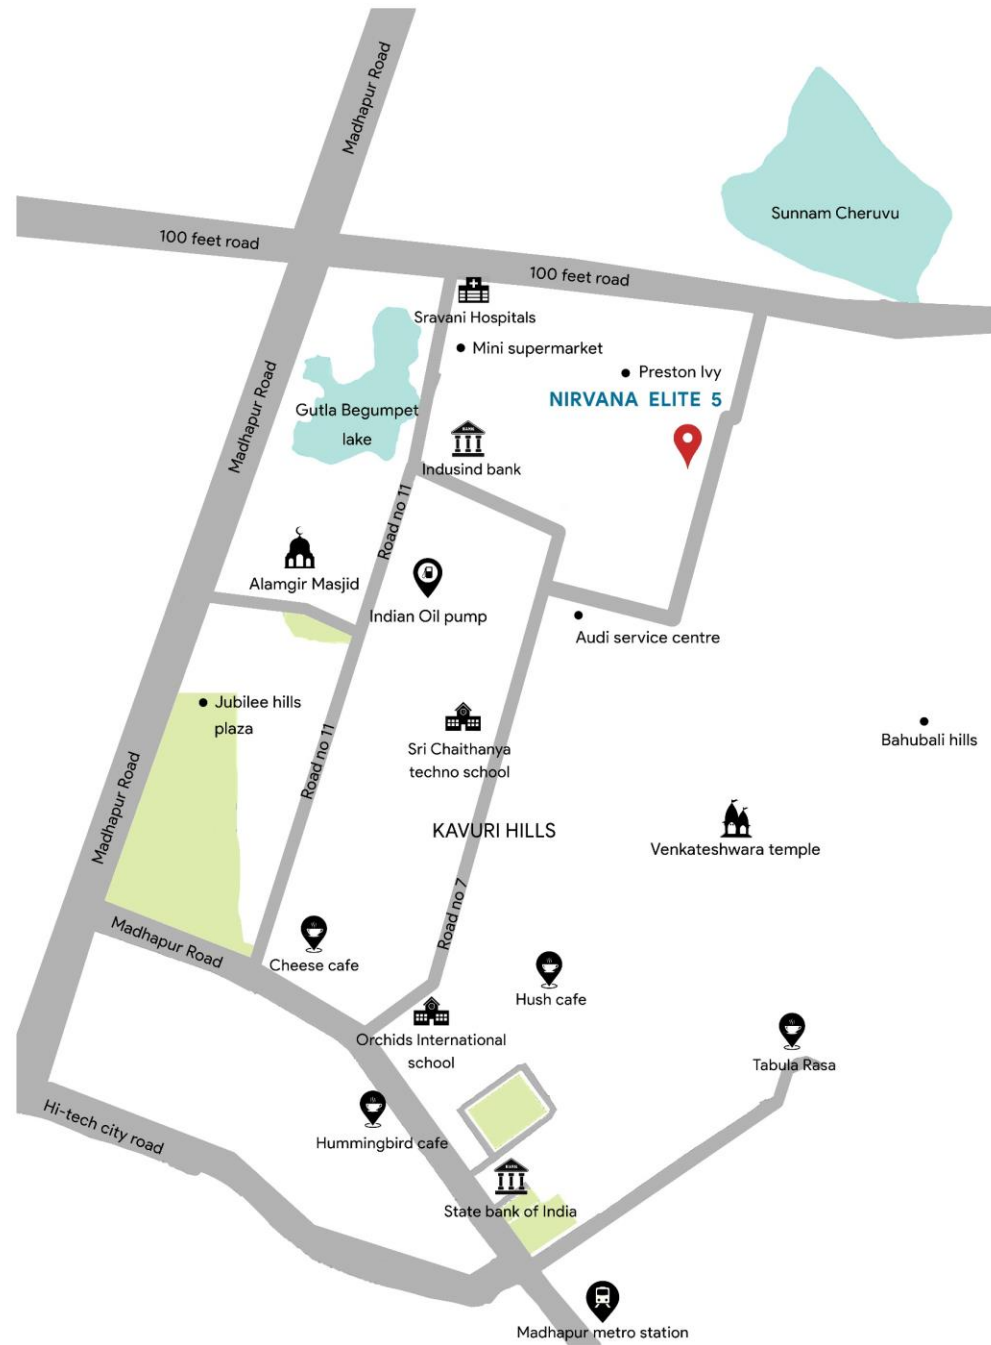 Madhapur Road
Sunnam Cheruvu
100 feet road
100 feet road
Sravani Hospitals
Mini supermarket
Preston Ivy
NIRVANA ELITE 5
Madhapur Road
Gutla Begumpet
lake
BANK
Indusind bank
Road no 11
Alamgir Masjid
Indian Oil pump
Audi service centre
Jubilee hills
plaza
Bahubali hills
Sri Chaithanya
techno school
Road no 11
Madhapur Road
KAVURI HILLS
Venkateshwara temple
Road no 7
Madhapur Road
Cheese cafe
Hush cafe
Orchids International
school
Tabula Rasa
Hi-tech city road
Hummingbird cafe
BANK
State bank of India
Madhapur metro station